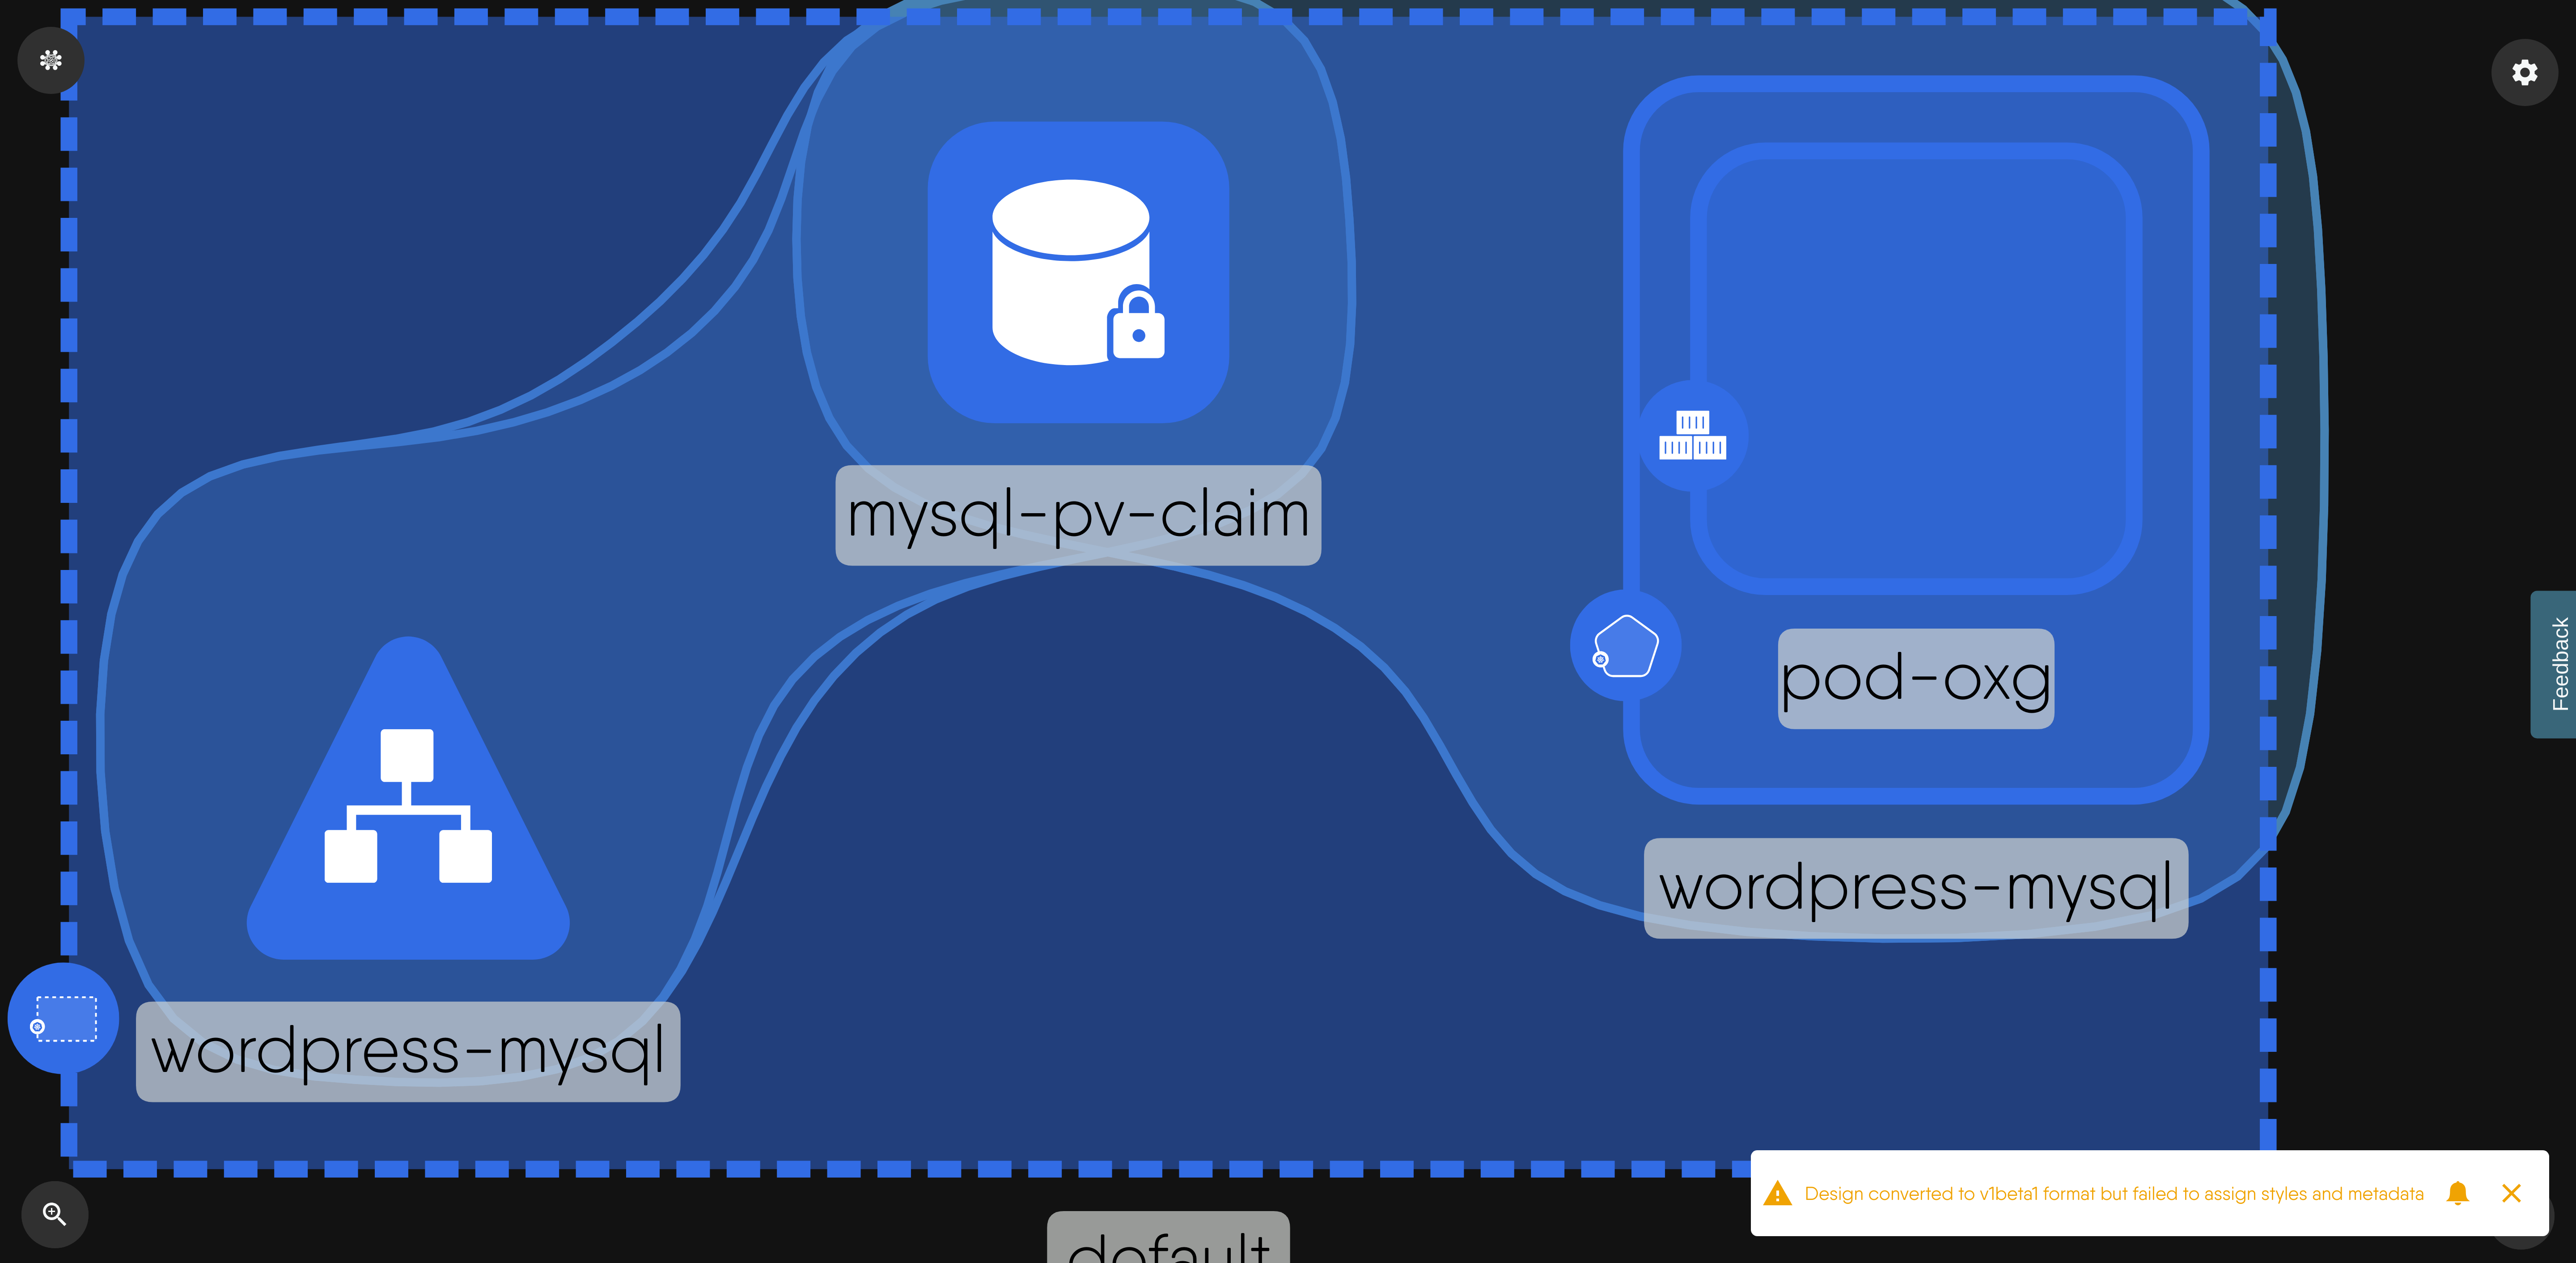 mysql-pv-claim
pod-oxg
wordpress-mysql
wordpress-mysql
default
Feedback
Design converted to v1beta1 format but failed to assign styles and metadata